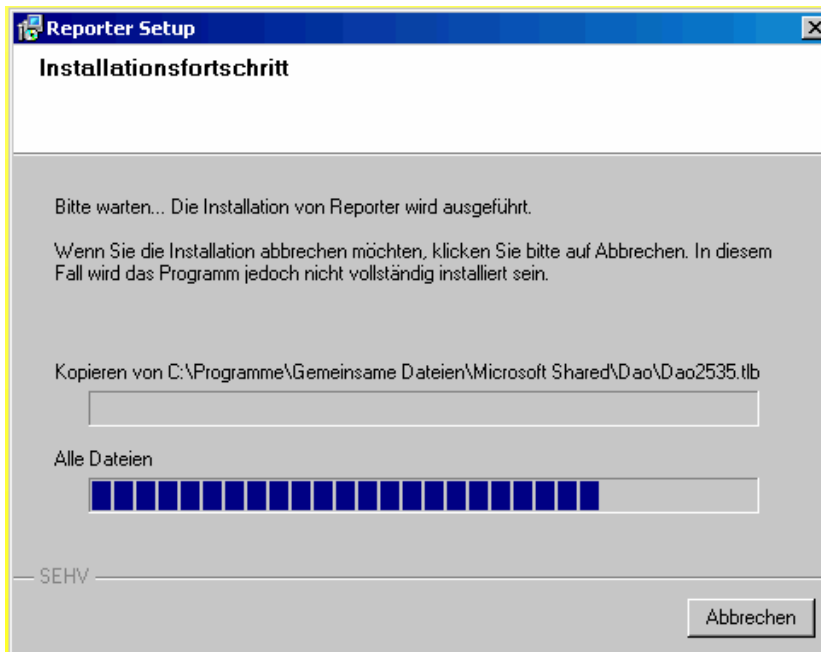 Reporter Setup
Installationsfortschritt
Bitte warten... Die Installation von Reporter wird ausgeführt.
Wenn Sie die Installation abbrechen möchten, klicken Sie bitte auf Abbrechen. In diesem
Fall wird das Programm jedoch nicht vollständig installiert sein.
Kopieren von C:\Programme\Gemeinsame Dateien\Microsoft Shared\Dao\Dao2535.tlb
Alle Dateien
SEHV
Abbrechen